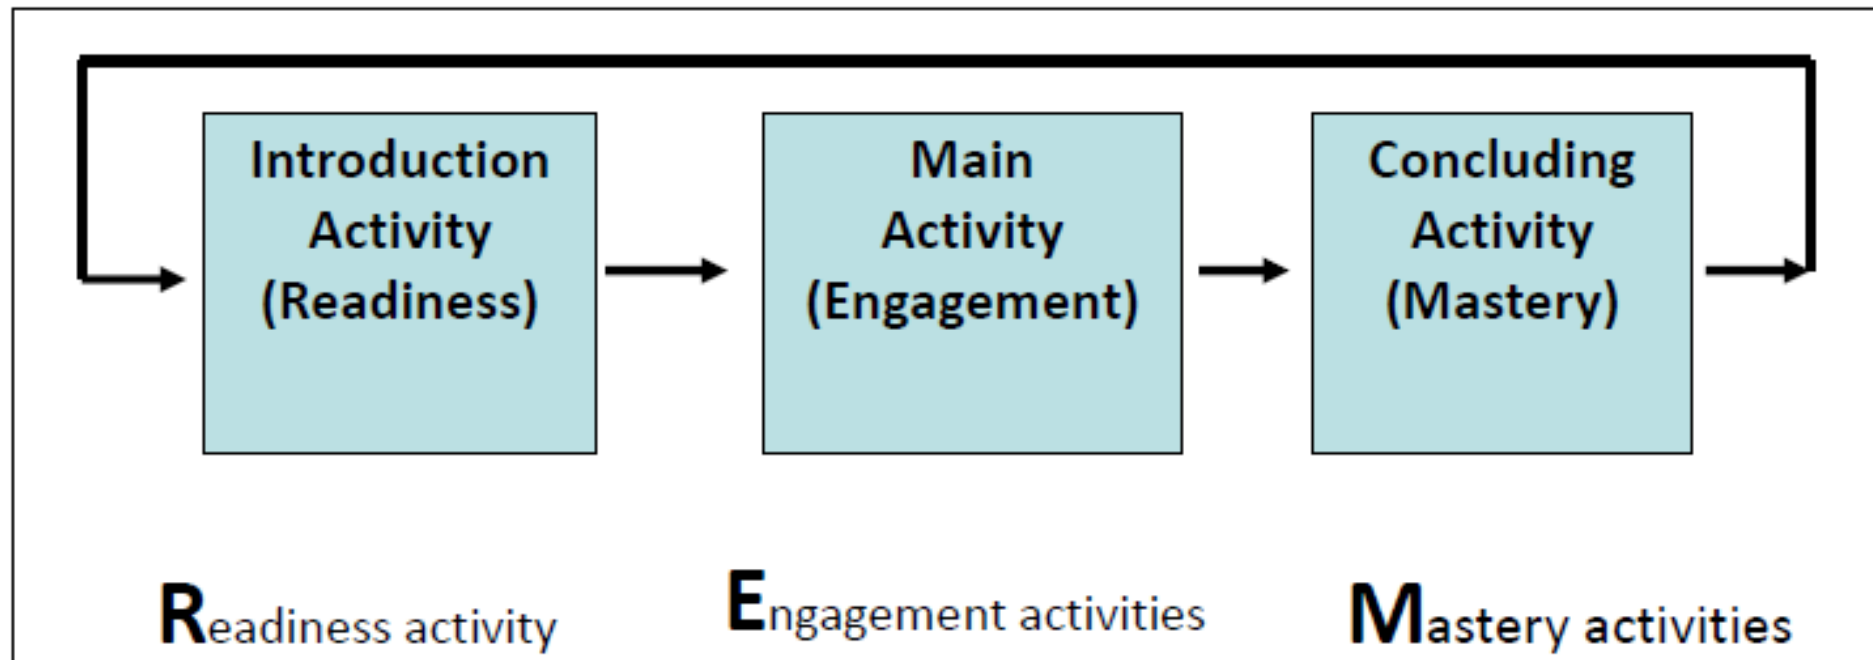 Introduction
Activity
(Readiness)
Main
Activity
(Engagement)
Concluding
Activity
(Mastery)
Readiness activity
Engagement activities
Mastery activities